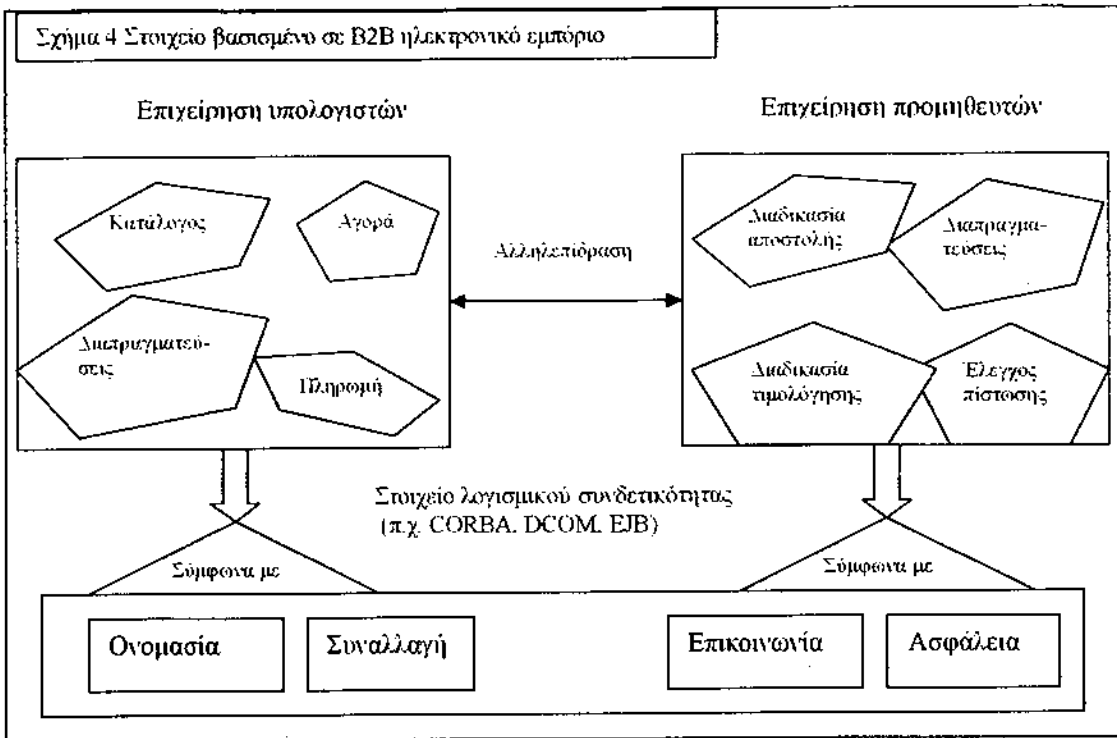 Σχήμα 4 Στοιχείο βασισμένο σε B2B ηλεκτρονικό εμπόριο
Επιχείρηση υπολογιστών
Επιχείρηση προμηθευτών
Κατάλογος
Αγορά
Διαπραγματεύ-
σεις
Πληρωμή
Αλληλεπίδραση
Διαδικασία
αποστολής
Διαπραγμα-
τεύσεις
Διαδικασία
τιμολόγησης
Έλεγχος
πίστωσης
Στοιχείο λογισμικού συνδετικότητας
(π.χ. CORBA. DCOM. EJB)
Σύμφωνα με
Σύμφωνα με
Ονομασία
Συναλλαγή
Επικοινωνία
Ασφάλεια